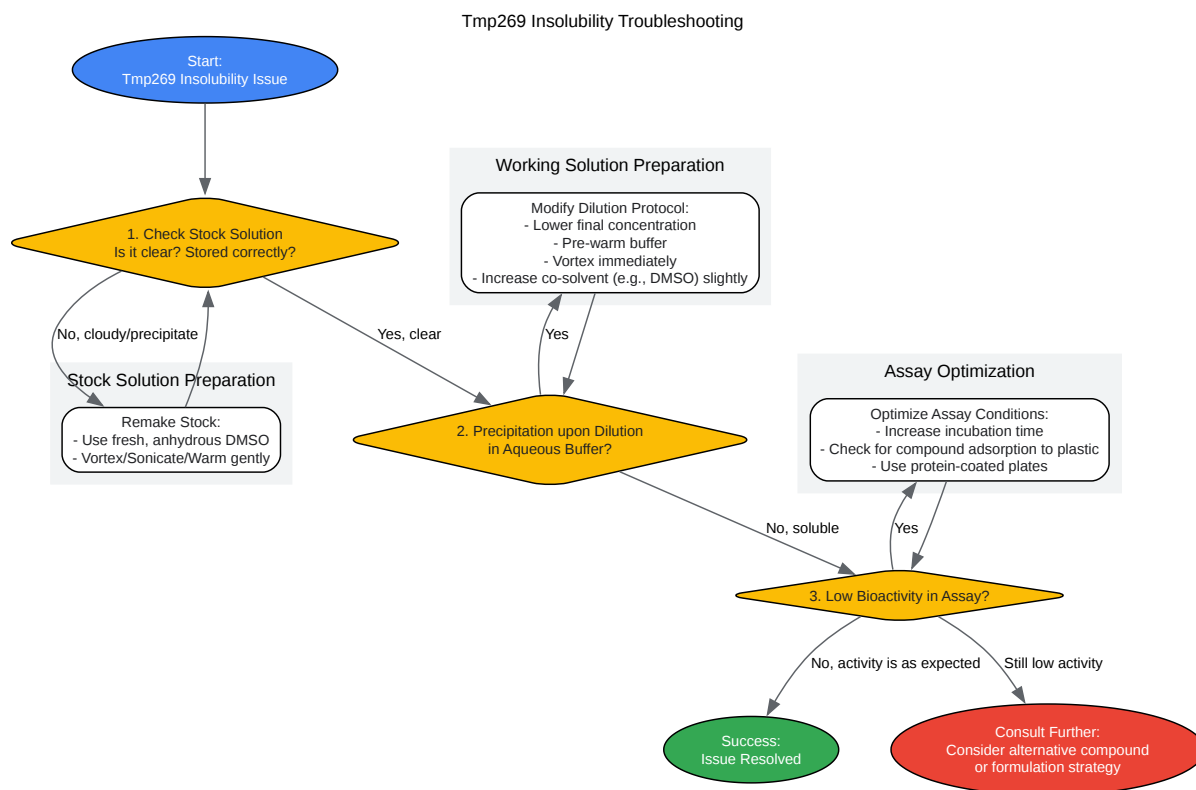 Tmp269 Insolubility Troubleshooting
Start:
Tmp269 Insolubility Issue
Working Solution Preparation
Modify Dilution Protocol:
- Lower final concentration
- Pre-warm buffer
- Vortex immediately
- Increase co-solvent (e.g., DMSO) slightly
1. Check Stock Solution
Is it clear? Stored correctly?
No, cloudy/precipitate
Yes, clear
Yes
Stock Solution Preparation
Remake Stock:
- Use fresh, anhydrous DMSO
- Vortex/Sonicate/Warm gently
Assay Optimization
Optimize Assay Conditions:
- Increase incubation time
- Check for compound adsorption to plastic
- Use protein-coated plates
2. Precipitation upon Dilution
in Aqueous Buffer?
No, soluble
Yes
3. Low Bioactivity in Assay?
No, activity is as expected
Still low activity
Success:
Issue Resolved
Consult Further:
Consider alternative compound
or formulation strategy